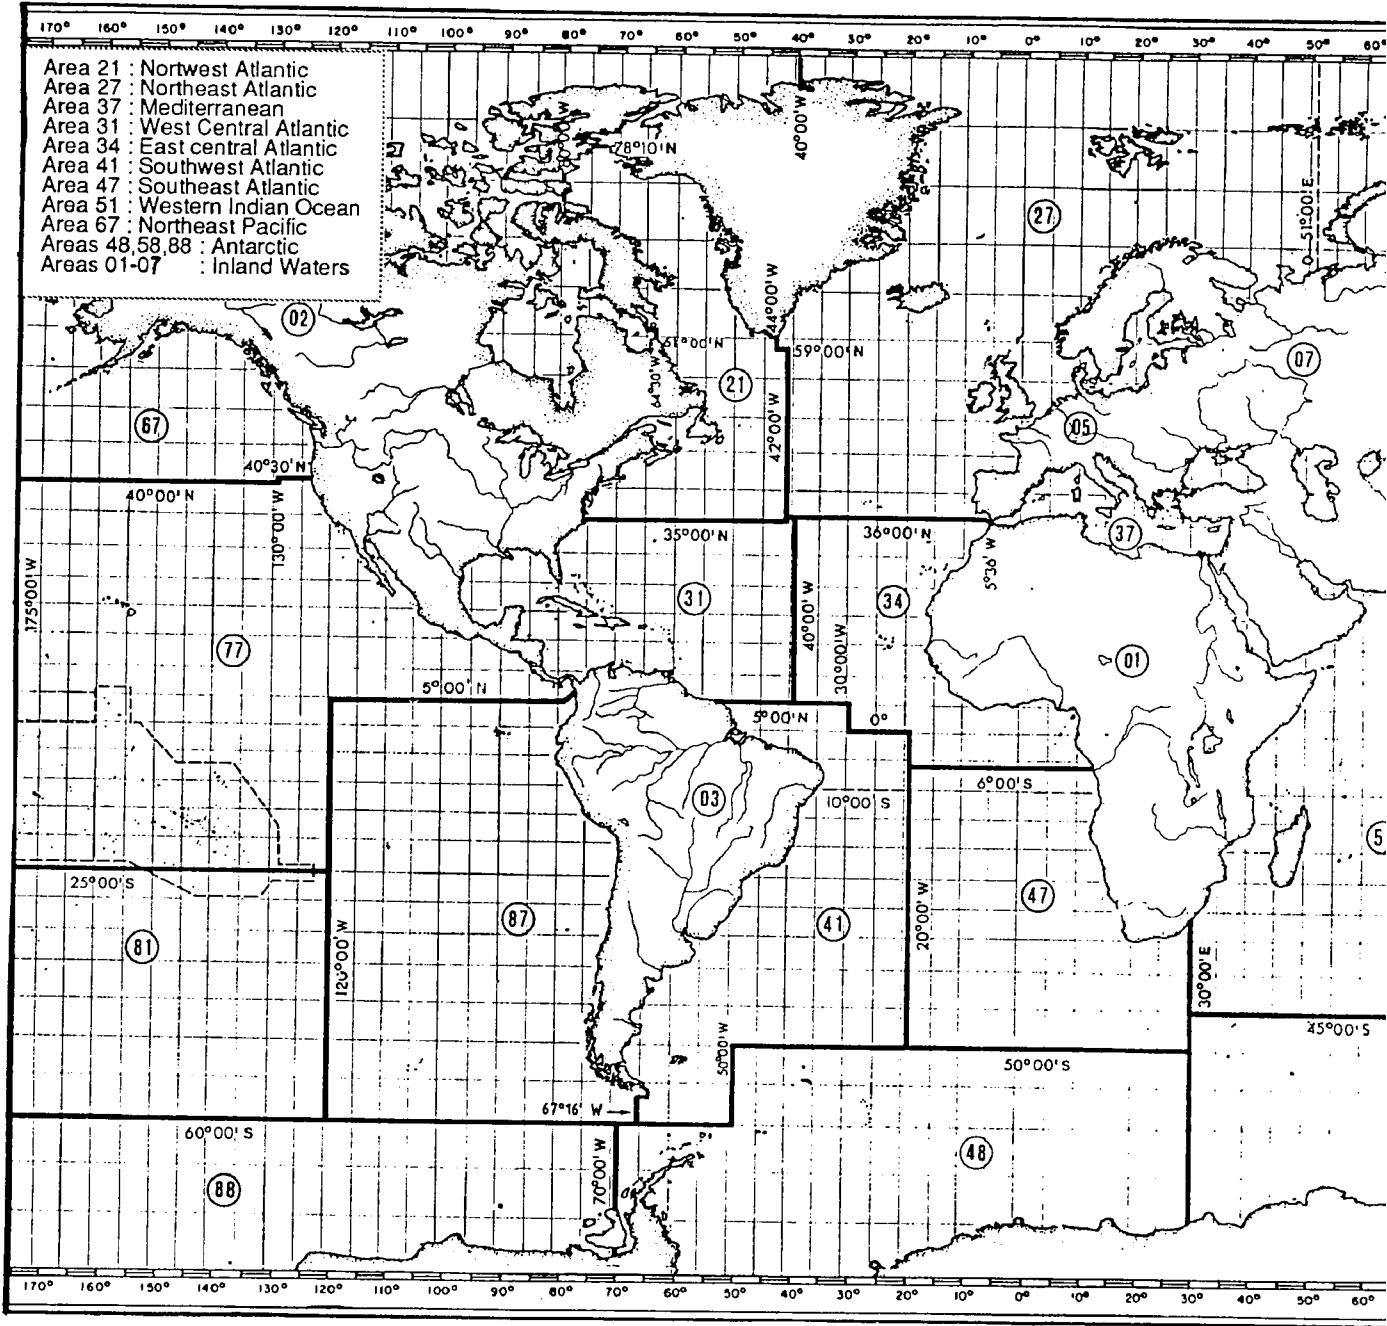 170° 160° 150° 130° 120° 110° 100° 90° 80° 70° 60° 50° 40° 30° 20° 10° 0° 10° 20° 30° 40° 50° 60°
Area 21 : Nortwest Atlantic
Area 27 : Northeast Atlantic
Area 37 : Mediterranean
Area 31 : West Central Atlantic
Area 34 : East central Atlantic
Area 41 : Southwest Atlantic
Area 47 : Southeast Atlantic
Area 51 : Western Indian Ocean
Area 67 : Northeast Pacific
Areas 48,58,88 : Antarctic
Areas 01-07 : Inland Waters
40°00' W
78°10' N
27
51°00' E
02
44°00' W
59°00' N
07
21
64°30' W
42°00' W
67
05
40°30' N
40°00' N
130°00' W
35°00' N
36°00' N
37
5°36' W
175°00' W
31
34
40°00' W
30°00' W
77
01
5°00' N
5°00' N
0°
6°00' S
03
10°00' S
5
25°00' S
87
41
47
20°00' W
81
120°00' W
30°00' E
45°00' S
50°00' W
50°00' S
67°16' W
60°00' S
70°00' W
48
88
170° 160° 150° 140° 130° 120° 110° 100° 90° 80° 70° 60° 50° 40° 30° 20° 10° 0° 10° 20° 30° 40° 50° 60°